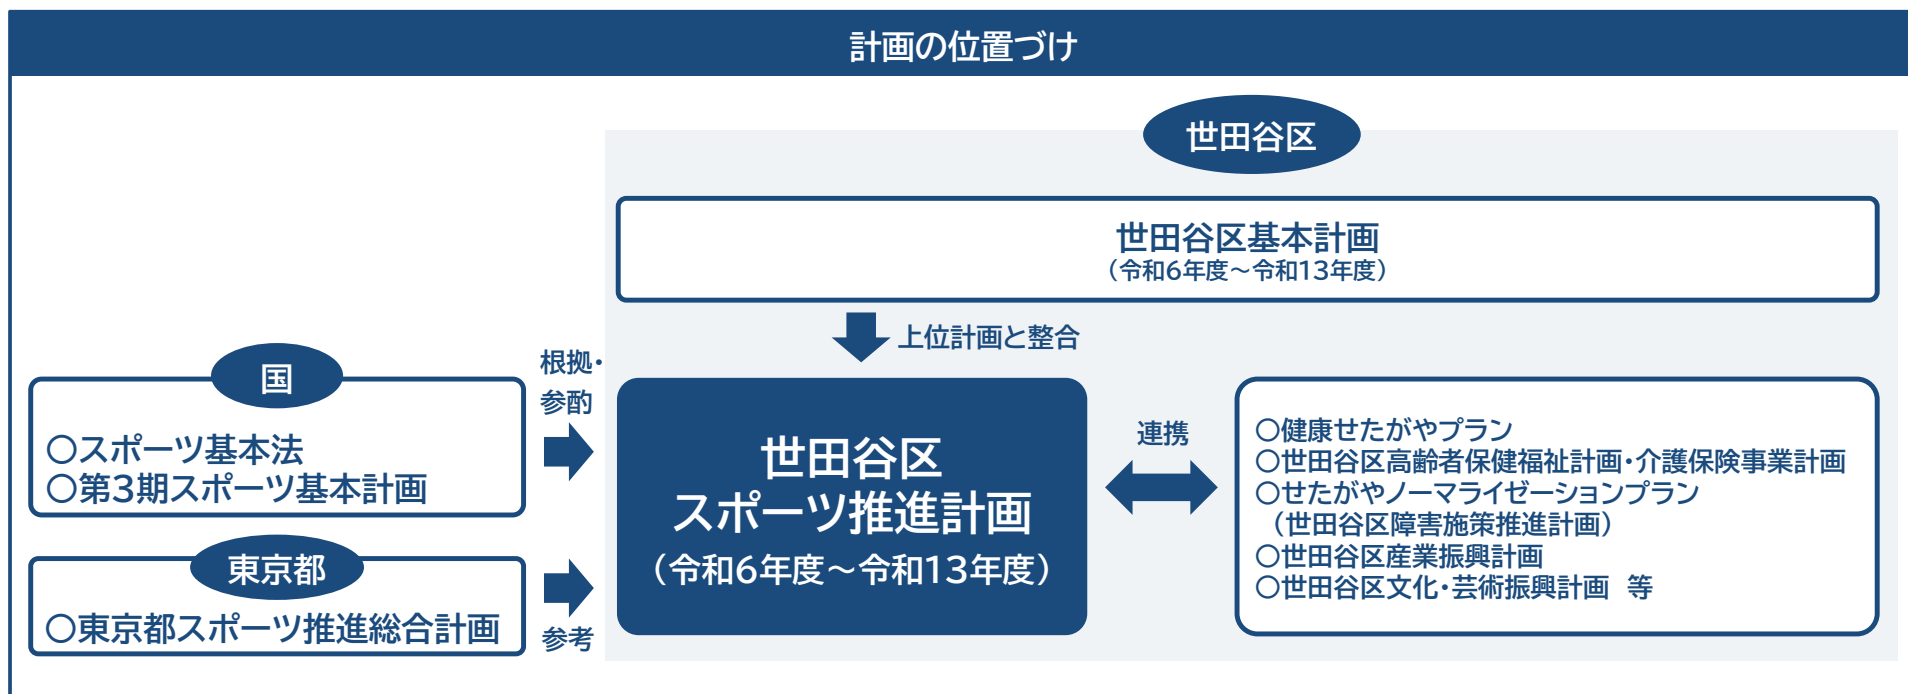 計画の位置づけ
世田谷区
世田谷区基本計画
（令和6年度～令和13年度）
上位計画と整合
国
○スポーツ基本法
○第3期スポーツ基本計画
根拠・
参酌
東京都
○東京都スポーツ推進総合計画
参考
世田谷区
スポーツ推進計画
（令和6年度～令和13年度）
連携
○健康せたがやプラン
○世田谷区高齢者保健福祉計画・介護保険事業計画
○せたがやノーマライゼーションプラン
（世田谷区障害施策推進計画）
○世田谷区産業振興計画
○世田谷区文化・芸術振興計画　等